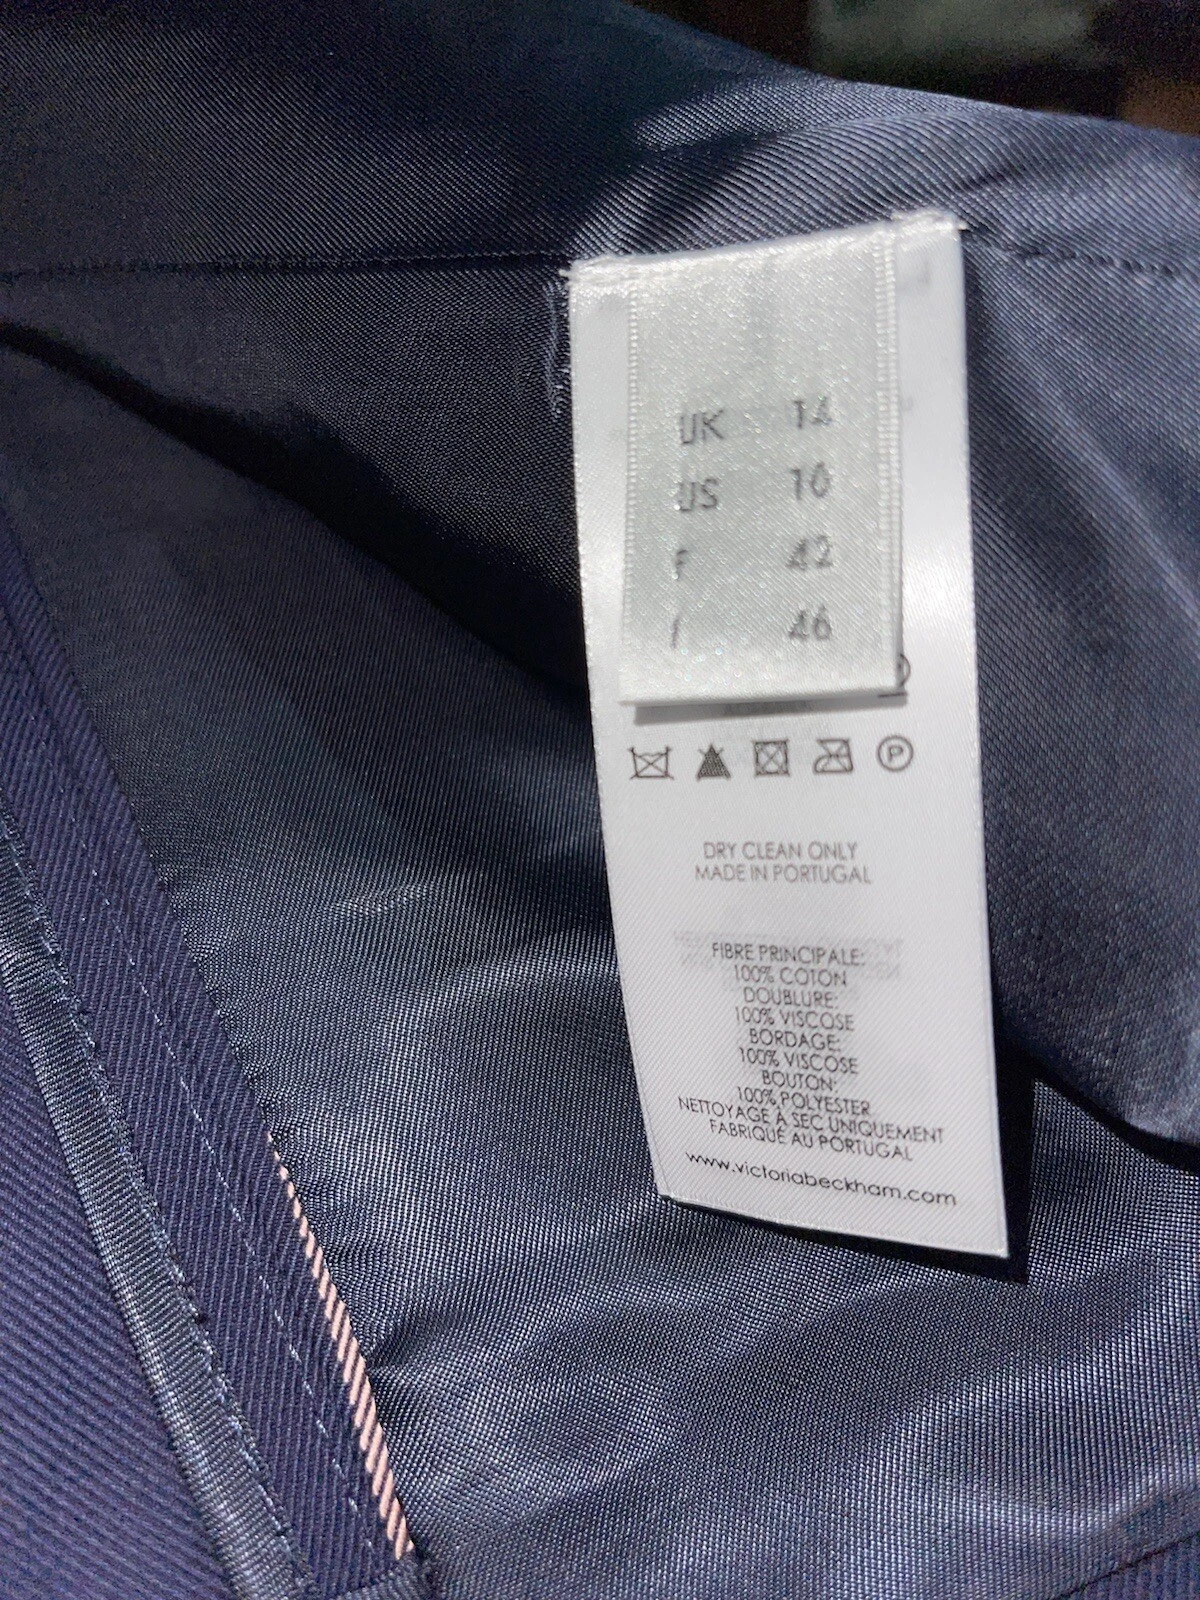 UK 14
US 10
F 42
I 46
P
DRY CLEAN ONLY
MADE IN PORTUGAL
FIBRE PRINCIPALE:
100% COTON
DOUBLURE:
100% VISCOSE
BORDAGE:
100% VISCOSE
BOUTON:
100% POLYESTER
NETTOYAGE À SEC UNIQUEMENT
FABRIQUÉ AU PORTUGAL
www.victoriabeckham.com